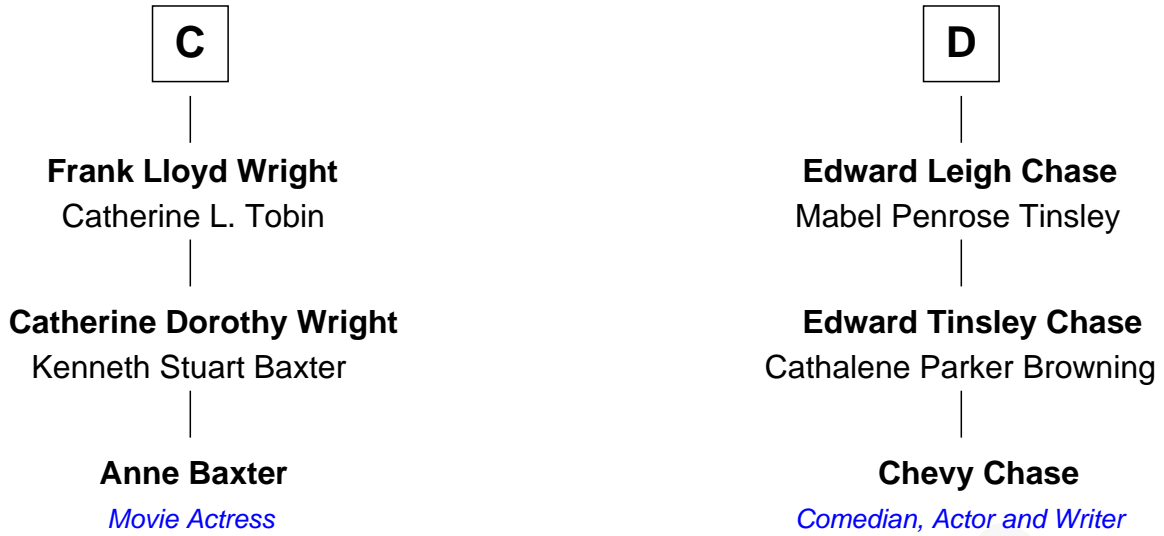 C
Frank Lloyd Wright
Catherine L. Tobin
Catherine Dorothy Wright
Kenneth Stuart Baxter
Anne Baxter
Movie Actress
D
Edward Leigh Chase
Mabel Penrose Tinsley
Edward Tinsley Chase
Cathalene Parker Browning
Chevy Chase
Comedian, Actor and Writer